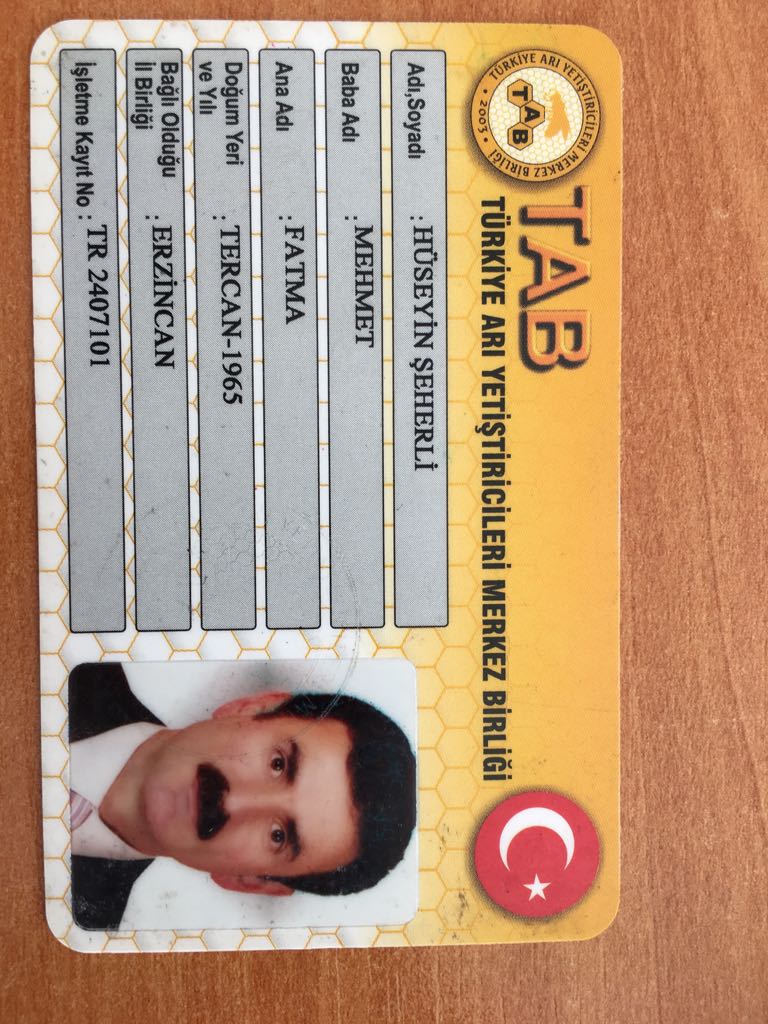 TÜRKİYE ARI YETİŞTİRİCİLERİ MERKEZ BİRLİĞİ
• 2003 •
TAB
TAB
TÜRKİYE ARI YETİŞTİRİCİLERİ MERKEZ BİRLİĞİ
Adı,Soyadı : HÜSEYİN ŞEHERLİ
Baba Adı : MEHMET
Ana Adı : FATMA
Doğum Yeri
ve Yılı : TERCAN-1965
Bağlı Olduğu
İl Birliği : ERZİNCAN
İşletme Kayıt No : TR 2407101